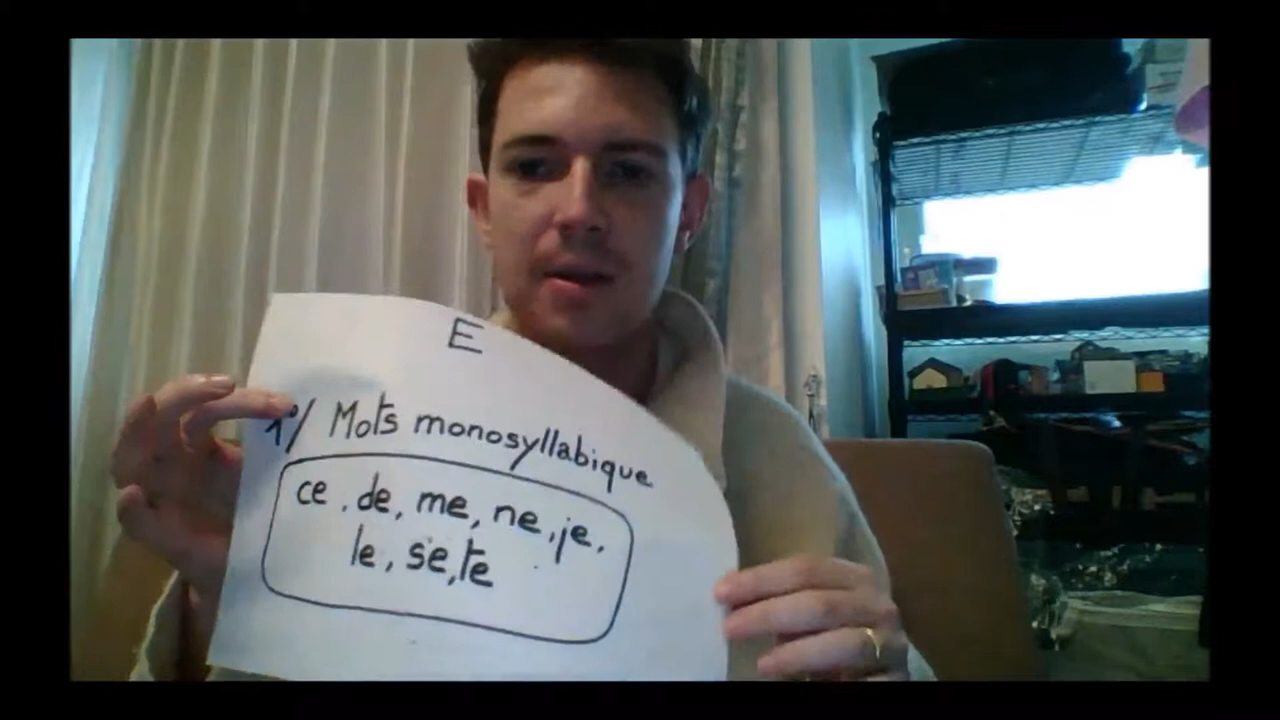 E
1°/ Mots monosyllabique
ce, de, me, ne, je,
le, se, te